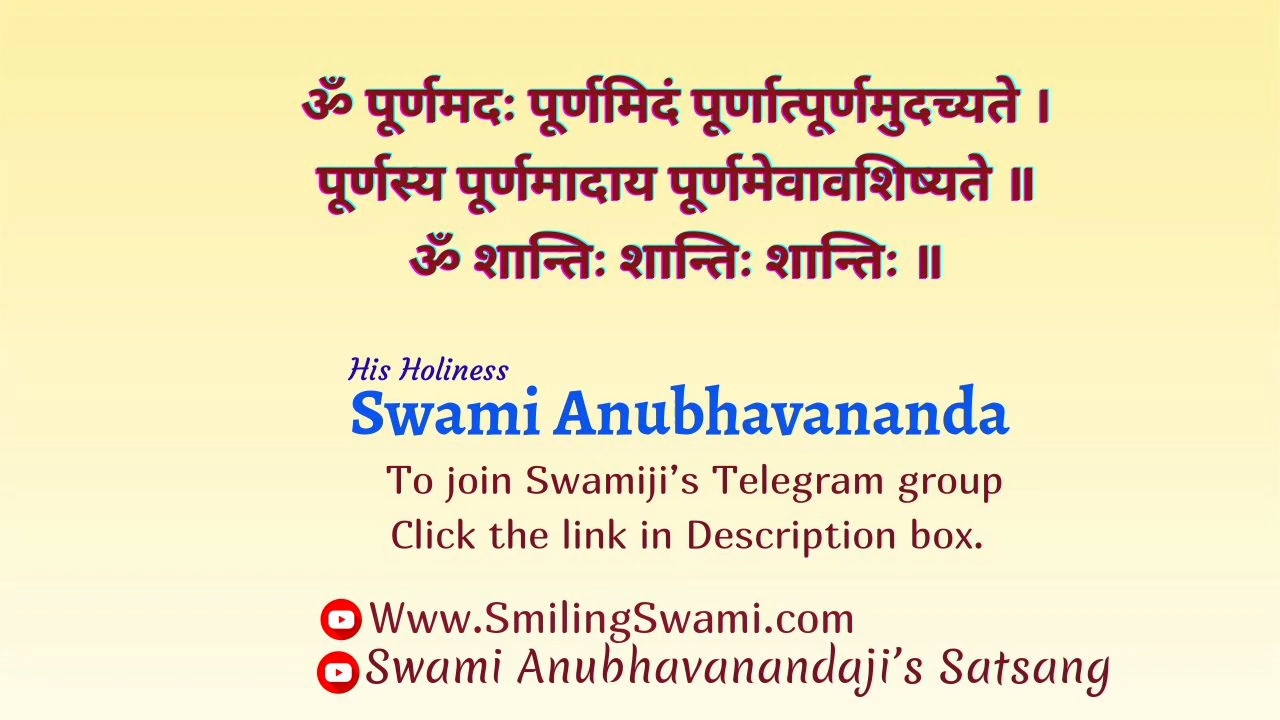 ॐ पूर्णमदः पूर्णमिदं पूर्णात्पूर्णमुदच्यते ।
पूर्णस्य पूर्णमादाय पूर्णमेवावशिष्यते ॥
ॐ शान्तिः शान्तिः शान्तिः ॥
His Holiness
Swami Anubhavananda
To join Swamiji's Telegram group
Click the link in Description box.
Www.SmilingSwami.com
Swami Anubhavanandaji's Satsang